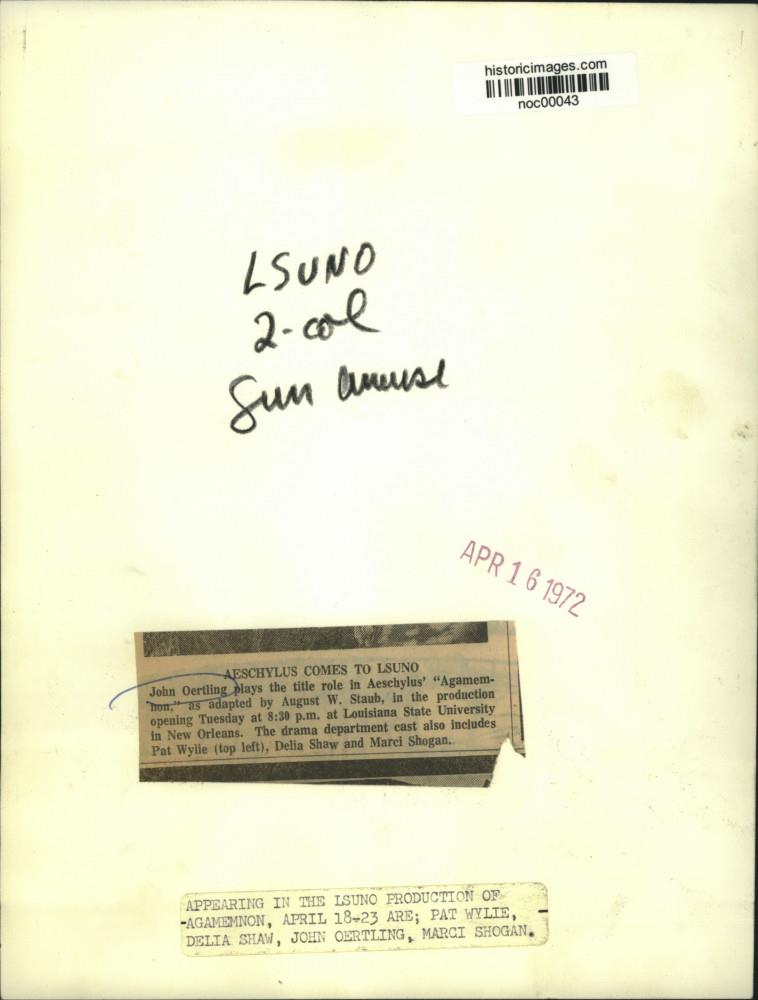 historicimages.com
noc00043
LSUNO
2-col
Sun Amuse
APR 16 1972
AESCHYLUS COMES TO LSUNO
John Oertling plays the title role in Aeschylus' “Agamem-
non,” as adapted by August W. Staub, in the production
opening Tuesday at 8:30 p.m. at Louisiana State University
in New Orleans. The drama department cast also includes
Pat Wylie (top left), Delia Shaw and Marci Shogan.
APPEARING IN THE LSUNO PRODUCTION OF
AGAMEMNON, APRIL 18-23 ARE; PAT WYLIE,
DELIA SHAW, JOHN OERTLING, MARCI SHOGAN.